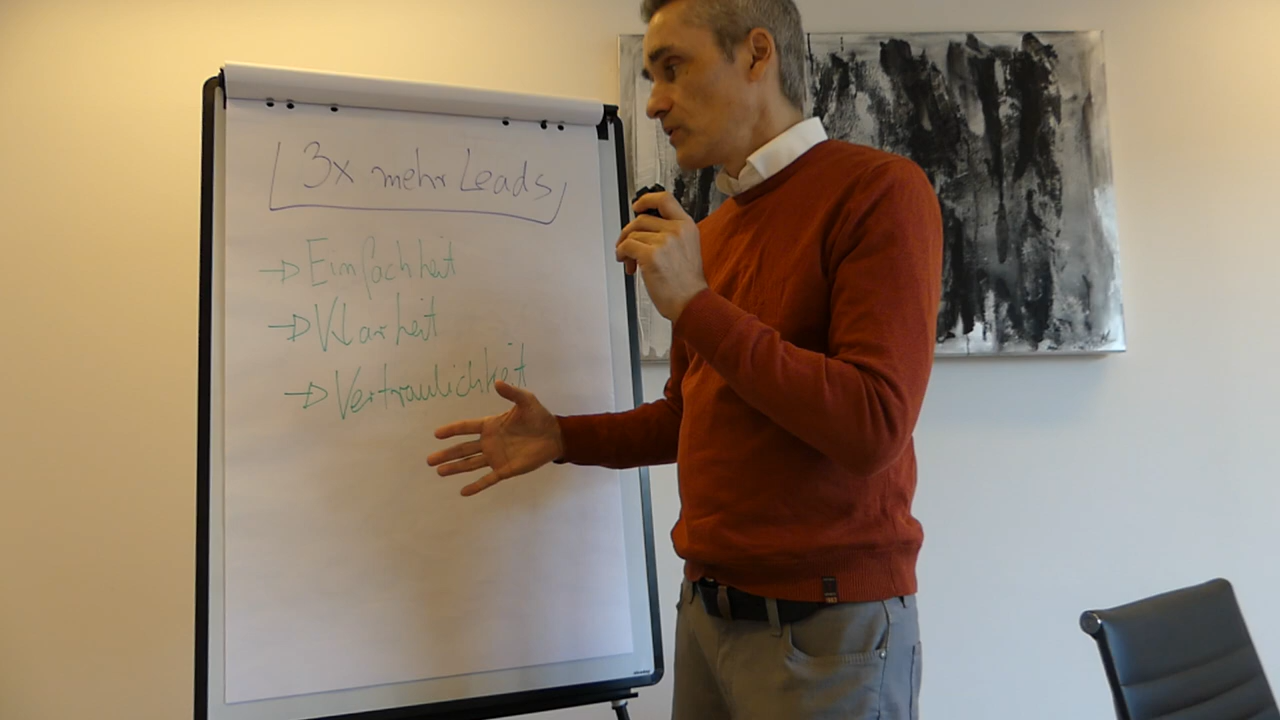 3x mehr Leads
→ Einfachheit
→ Klarheit
→ Vertraulichkeit